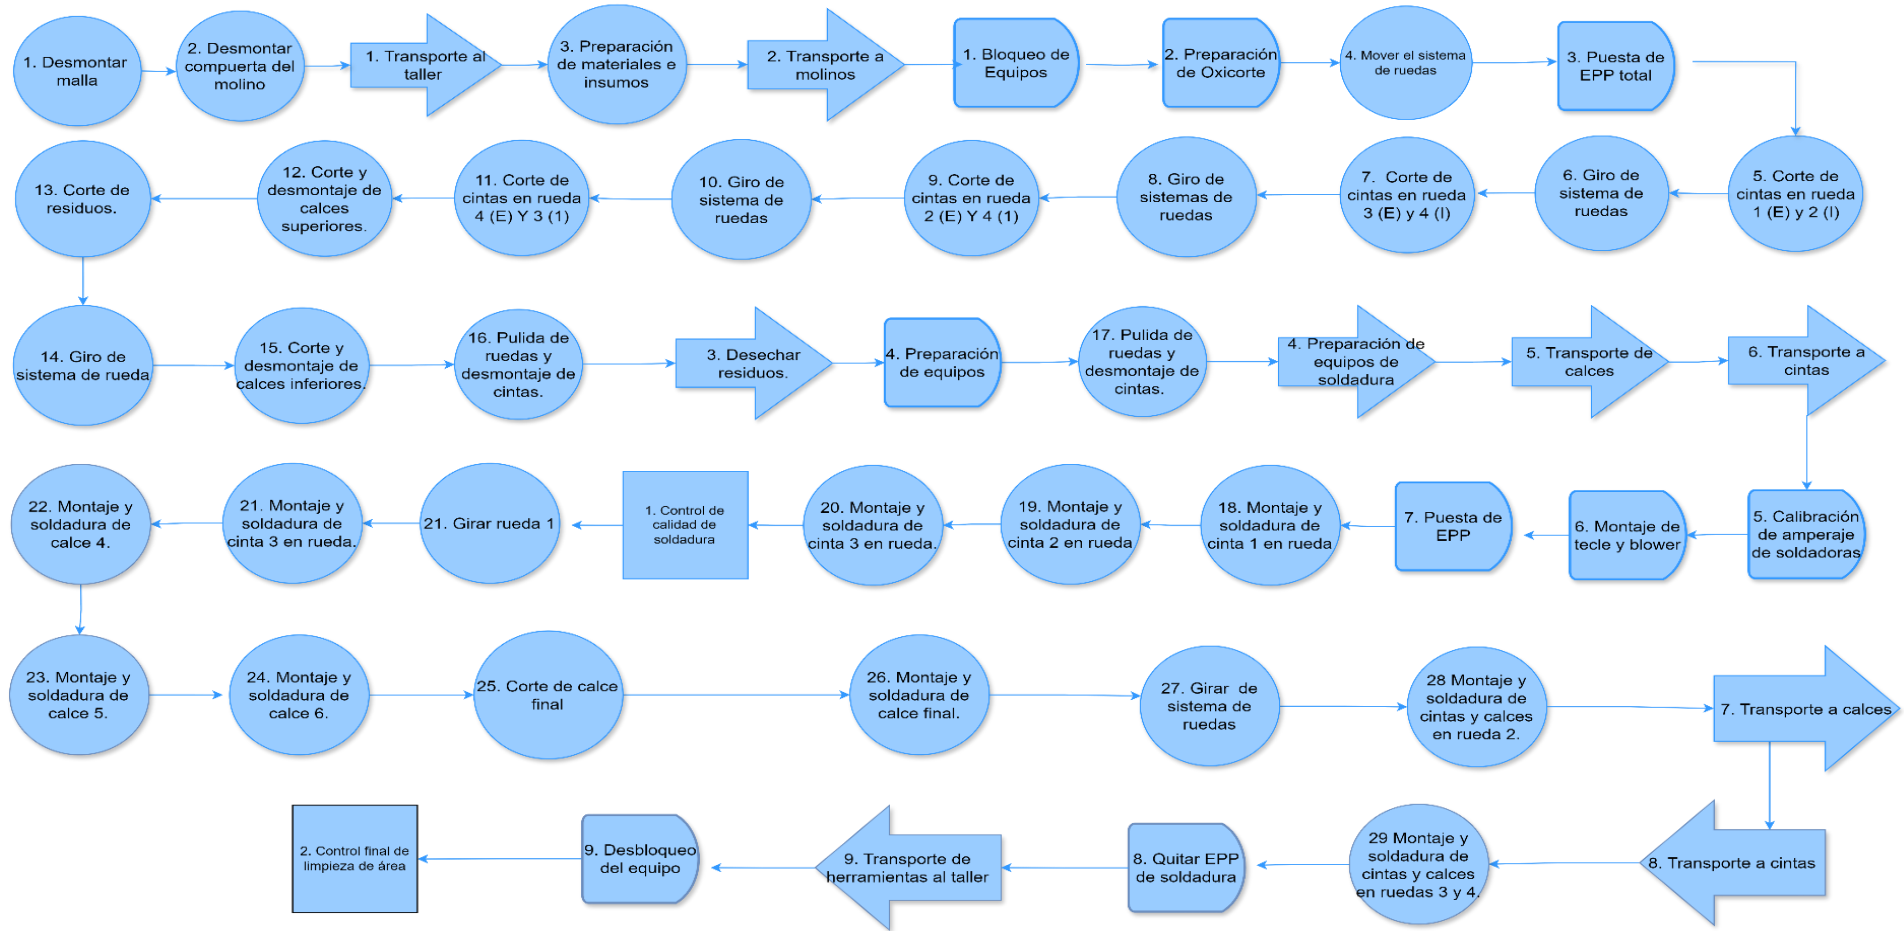 1. Desmontar
malla
2. Desmontar
compuerta del
molino
1. Transporte al
taller
3. Preparación
de materiales e
insumos
2. Transporte a
molinos
1. Bloqueo de
Equipos
2. Preparación
de Oxicorte
4. Mover el sistema
de ruedas
3. Puesta de
EPP total
13. Corte de
residuos.
12. Corte y
desmontaje de
calces
superiores.
11. Corte de
cintas en rueda
4 (E) Y 3 (1)
10. Giro de
sistema de
ruedas
9. Corte de
cintas en rueda
2 (E) Y 4 (1)
8. Giro de
sistemas de
ruedas
7. Corte de
cintas en rueda
3 (E) y 4 (I)
6. Giro de
sistema de
ruedas
5. Corte de
cintas en rueda
1 (E) y 2 (I)
14. Giro de
sistema de rueda
15. Corte y
desmontaje de
calces inferiores.
16. Pulida de
ruedas y
desmontaje de
cintas.
3. Desechar
residuos.
4. Preparación
de equipos
17. Pulida de
ruedas y
desmontaje de
cintas.
4. Preparación de
equipos de
soldadura
5. Transporte de
calces
6. Transporte a
cintas
22. Montaje y
soldadura de
calce 4.
21. Montaje y
soldadura de
cinta 3 en rueda.
21. Girar rueda 1
1. Control de
calidad de
soldadura
20. Montaje y
soldadura de
cinta 3 en rueda.
19. Montaje y
soldadura de
cinta 2 en rueda
18. Montaje y
soldadura de
cinta 1 en rueda
7. Puesta de
EPP
6. Montaje de
tecle y blower
5. Calibración
de amperaje
de soldadoras
23. Montaje y
soldadura de
calce 5.
24. Montaje y
soldadura de
calce 6.
25. Corte de calce
final
26. Montaje y
soldadura de
calce final.
27. Girar de
sistema de
ruedas
28 Montaje y
soldadura de
cintas y calces
en rueda 2.
7. Transporte a calces
2. Control final de
limpieza de área
9. Desbloqueo
del equipo
9. Transporte de
herramientas al taller
8. Quitar EPP
de soldadura
29 Montaje y
soldadura de
cintas y calces
en ruedas 3 y 4.
8. Transporte a cintas